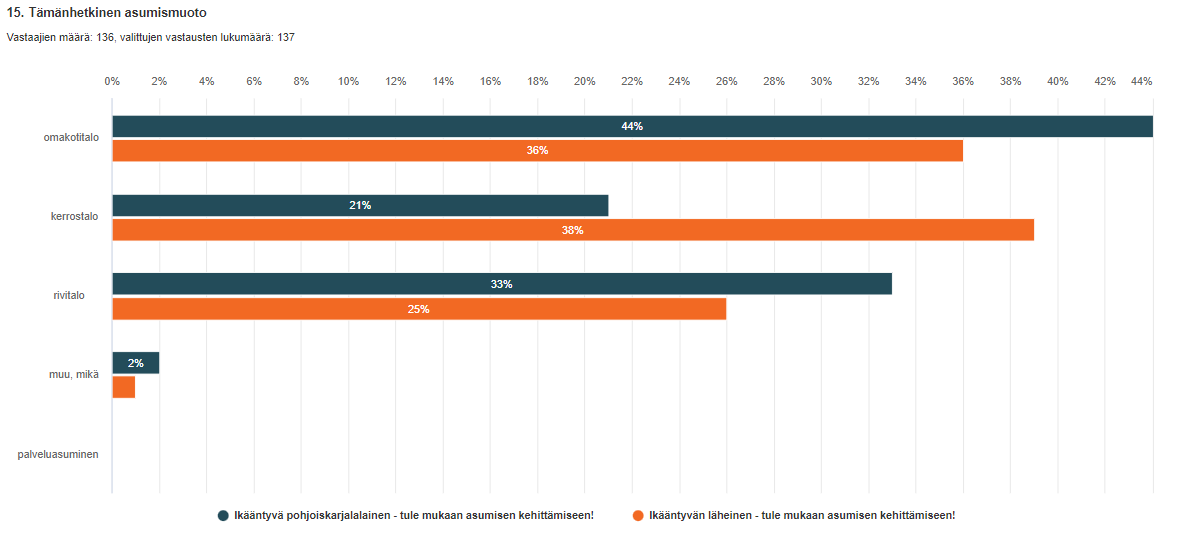 15. Tämänhetkinen asumismuoto
Vastaajien määrä: 136, valittujen vastausten lukumäärä: 137
0% 2% 4% 6% 8% 10% 12% 14% 16% 18% 20% 22% 24% 26% 28% 30% 32% 34% 36% 38% 40% 42% 44%
omakotitalo
44%
36%
kerrostalo
21%
38%
rivitalo
33%
25%
muu, mikä
2%
palveluasuminen
Ikääntyvä pohjoiskarjalalainen - tule mukaan asumisen kehittämiseen! Ikääntyvän läheinen - tule mukaan asumisen kehittämiseen!